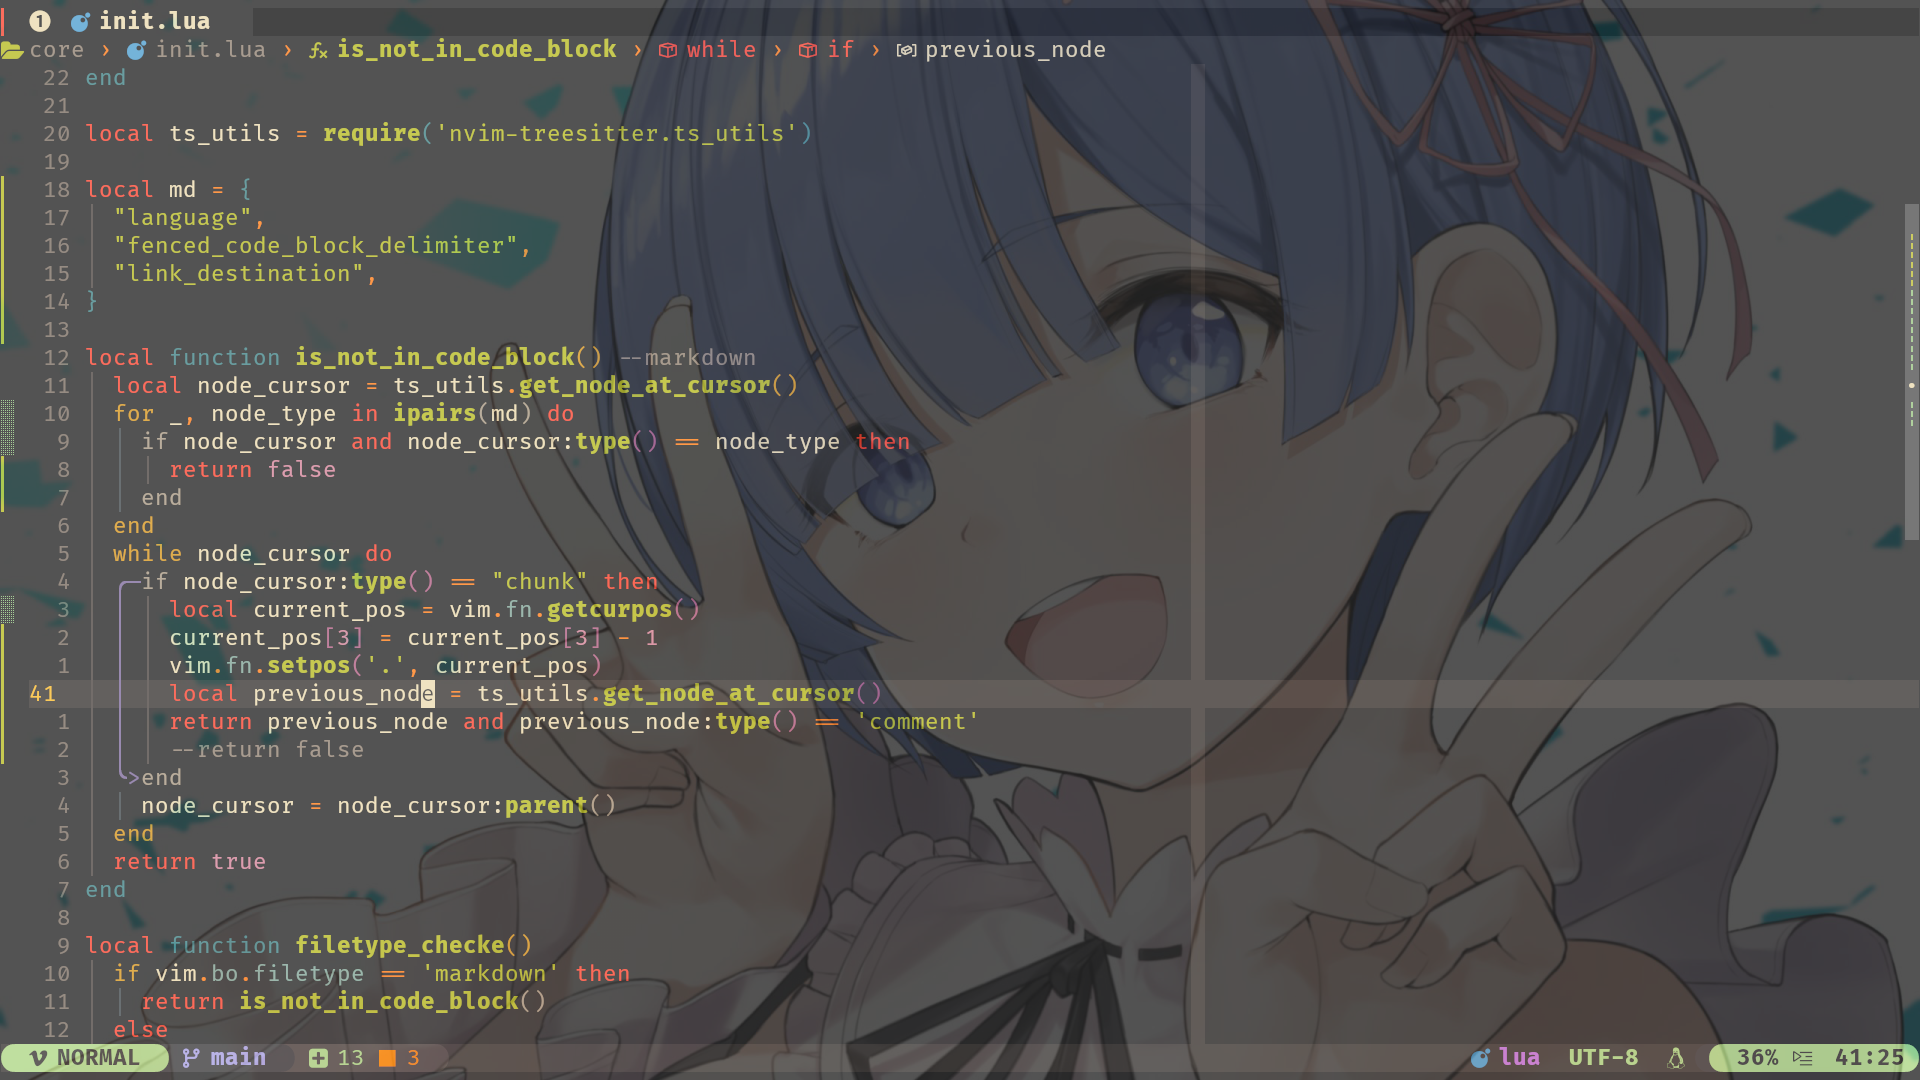 1 init.lua
core › init.lua › is_not_in_code_block › while › if › previous_node
22 end
21
20 local ts_utils = require('nvim-treesitter.ts_utils')
19
18 local md = {
17 "language",
16 "fenced_code_block_delimiter",
15 "link_destination",
14 }
13
12 local function is_not_in_code_block() --markdown
11 local node_cursor = ts_utils.get_node_at_cursor()
10 for _, node_type in ipairs(md) do
9 if node_cursor and node_cursor:type() == node_type then
8 return false
7 end
6 end
5 while node_cursor do
4 if node_cursor:type() == "chunk" then
3 local current_pos = vim.fn.getcurpos()
2 current_pos[3] = current_pos[3] - 1
1 vim.fn.setpos('.', current_pos)
41 local previous_node = ts_utils.get_node_at_cursor()
1 return previous_node and previous_node:type() == 'comment'
2 --return false
3 end
4 node_cursor = node_cursor:parent()
5 end
6 return true
7 end
8
9 local function filetype_checke()
10 if vim.bo.filetype == 'markdown' then
11 return is_not_in_code_block()
12 else
NORMAL main 13 3 lua UTF-8 36% 41:25